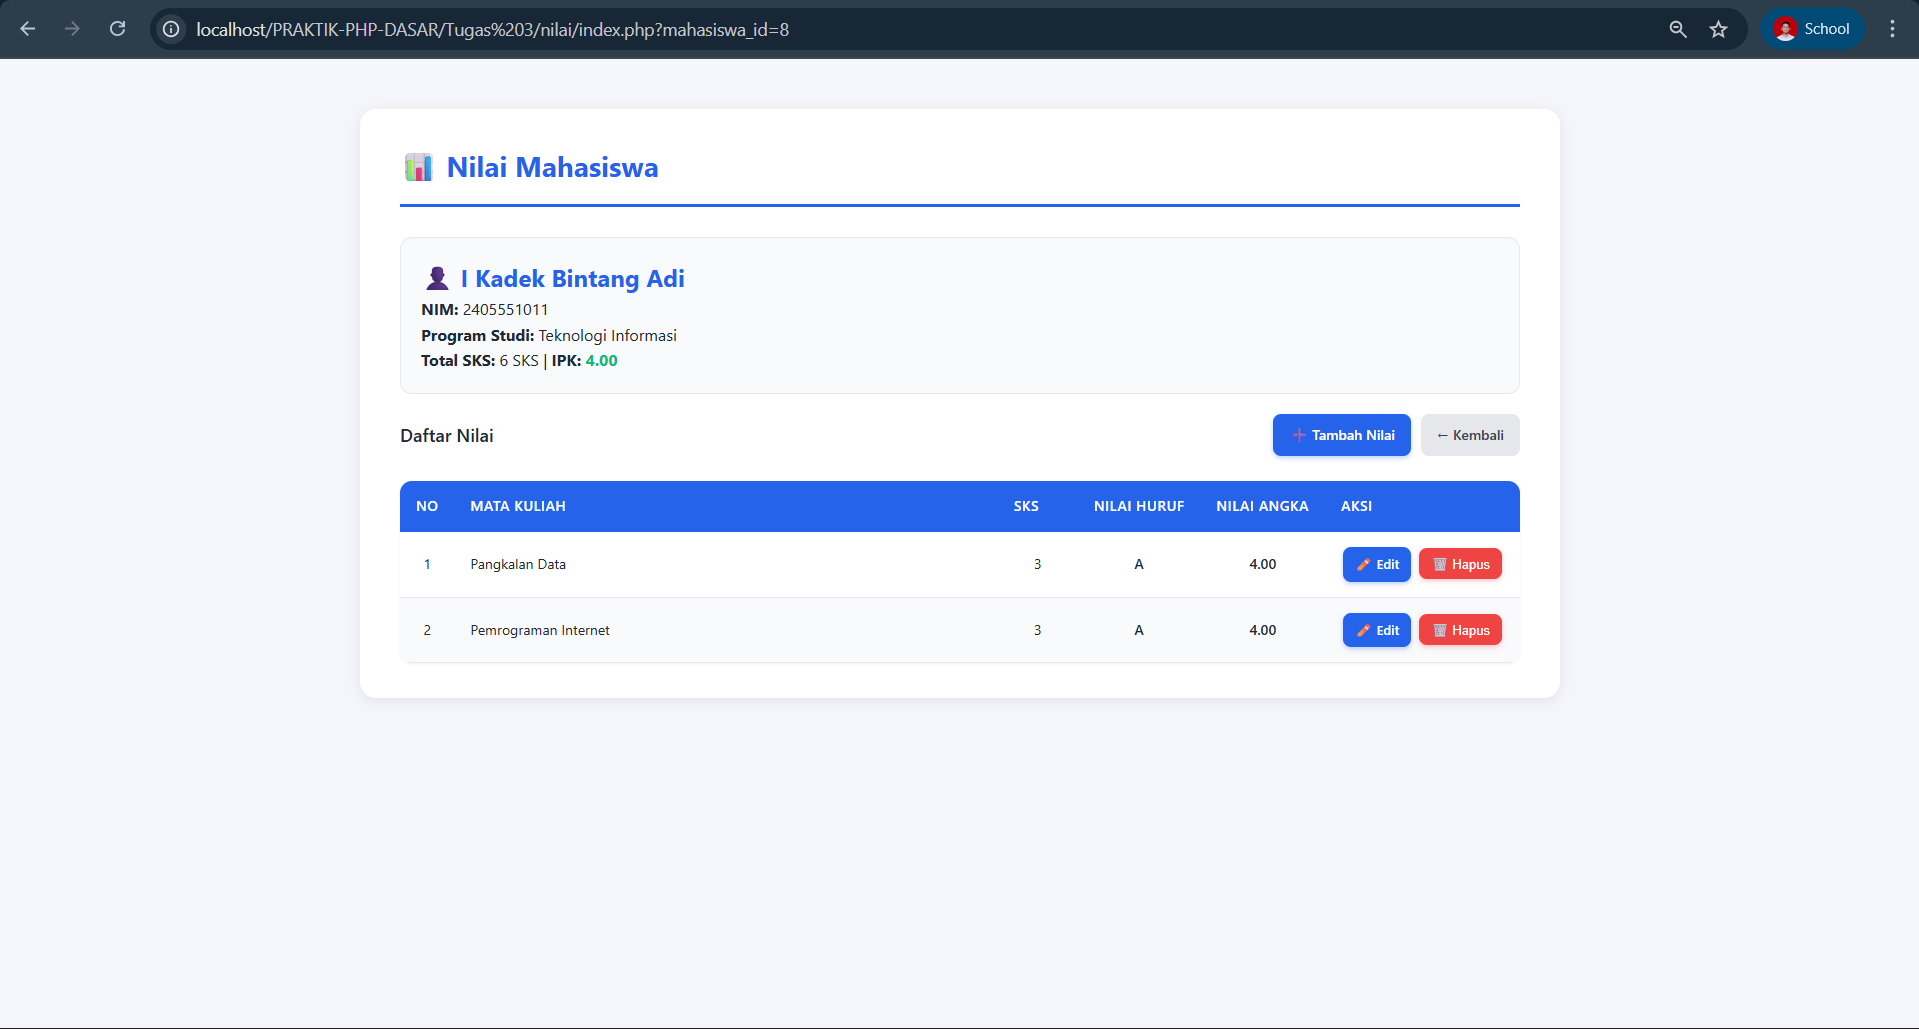 localhost/PRAKTIK-PHP-DASAR/Tugas%203/nilai/index.php?mahasiswa_id=8
School
Nilai Mahasiswa
I Kadek Bintang Adi
NIM: 2405551011
Program Studi: Teknologi Informasi
Total SKS: 6 SKS | IPK: 4.00
Daftar Nilai
Tambah Nilai
← Kembali
NO MATA KULIAH SKS NILAI HURUF NILAI ANGKA AKSI
1 Pangkalan Data 3 A 4.00 Edit Hapus
2 Pemrograman Internet 3 A 4.00 Edit Hapus